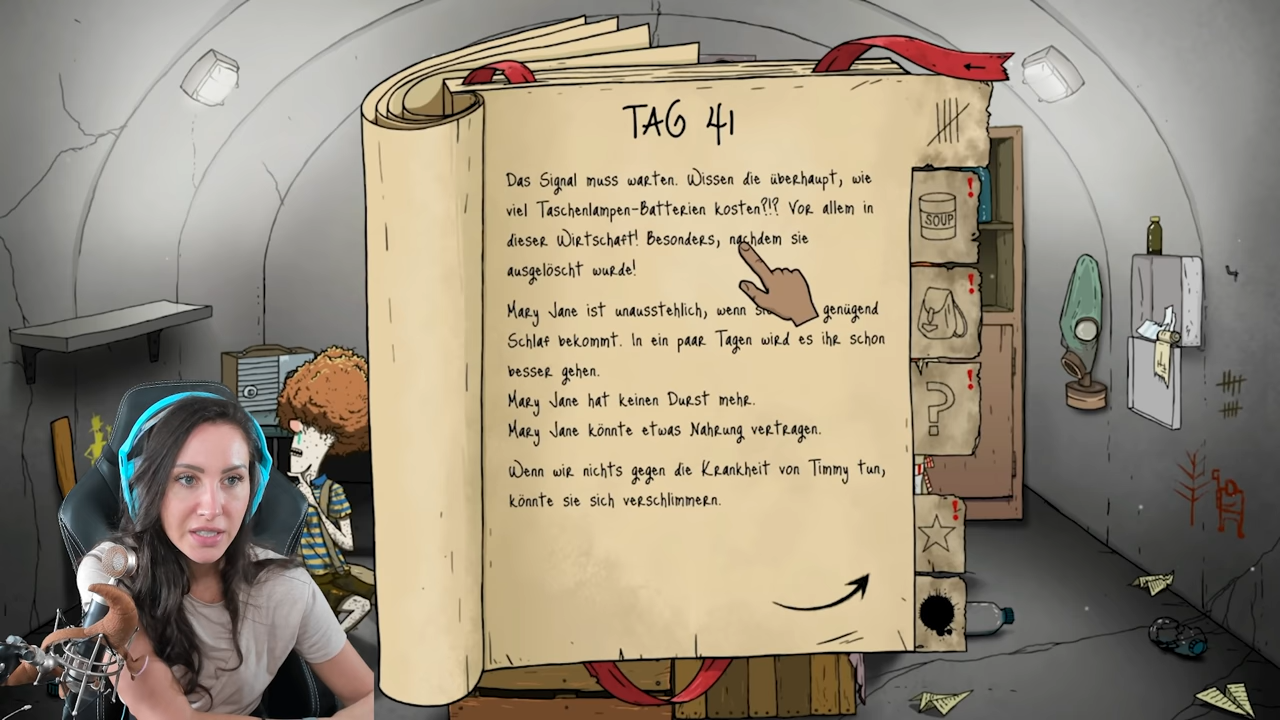 TAG 41
Das Signal muss warten. Wissen die überhaupt, wie
viel Taschenlampen-Batterien kosten?!? Vor allem in
dieser Wirtschaft! Besonders, nachdem sie
ausgelöscht wurde!
Mary Jane ist unausstehlich, wenn genügend
Schlaf bekommt. In ein paar Tagen wird es ihr schon
besser gehen.
Mary Jane hat keinen Durst mehr.
Mary Jane könnte etwas Nahrung vertragen.
Wenn wir nichts gegen die Krankheit von Timmy tun,
könnte sie sich verschlimmern.
!
SOUP
!
?
!
!